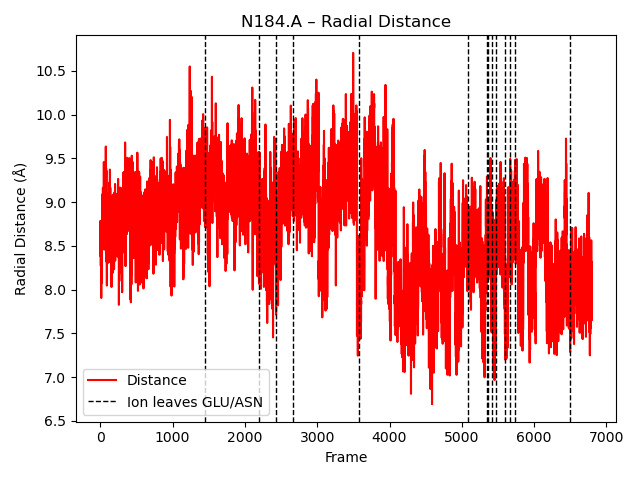 N184.A – Radial Distance
Radial Distance (Å)
10.5
10.0
9.5
9.0
8.5
8.0
7.5
7.0
6.5
Distance
Ion leaves GLU/ASN
0 1000 2000 3000 4000 5000 6000 7000
Frame